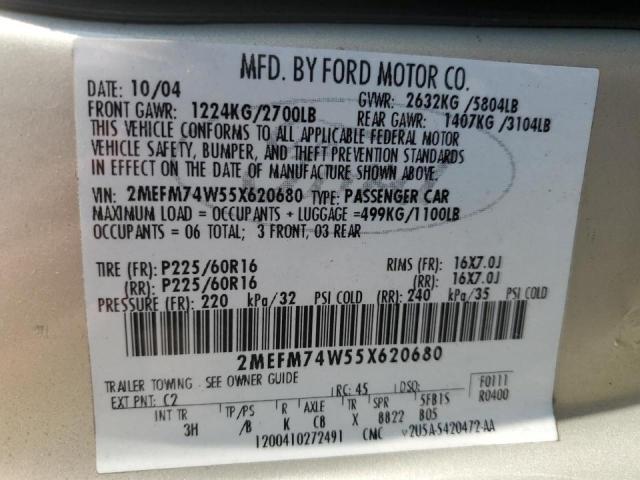 MFD. BY FORD MOTOR CO.
DATE: 10/04 GVWR: 2632KG /5804LB
FRONT GAWR: 1224KG/2700LB REAR GAWR: 1407KG /3104LB
THIS VEHICLE CONFORMS TO ALL APPLICABLE FEDERAL MOTOR
VEHICLE SAFETY, BUMPER, AND THEFT PREVENTION STANDARDS
IN EFFECT ON THE DATE OF MANUFACTURE SHOWN ABOVE.
VIN: 2MEFM74W55X620680 TYPE: PASSENGER CAR
MAXIMUM LOAD = OCCUPANTS + LUGGAGE =499KG/1100LB
OCCUPANTS = 06 TOTAL; 3 FRONT, 03 REAR
TIRE (FR): P225/60R16 RIMS (FR): 16X7.0J
(RR): P225/60R16 (RR): 16X7.0J
PRESSURE (FR): 220 kPa/32 PSI COLD (RR): 240 kPa/35 PSI COLD
2MEFM74W55X620680
TRAILER TOWING - SEE OWNER GUIDE F0111
EXT PNT: C2 RC: 45 DSO: R0400
INT TR TP/PS R AXLE TR SPR 5FB1S
3H /B K CB X 8B22 B05
1200410272491 CMC v2U5A-5420472-AA